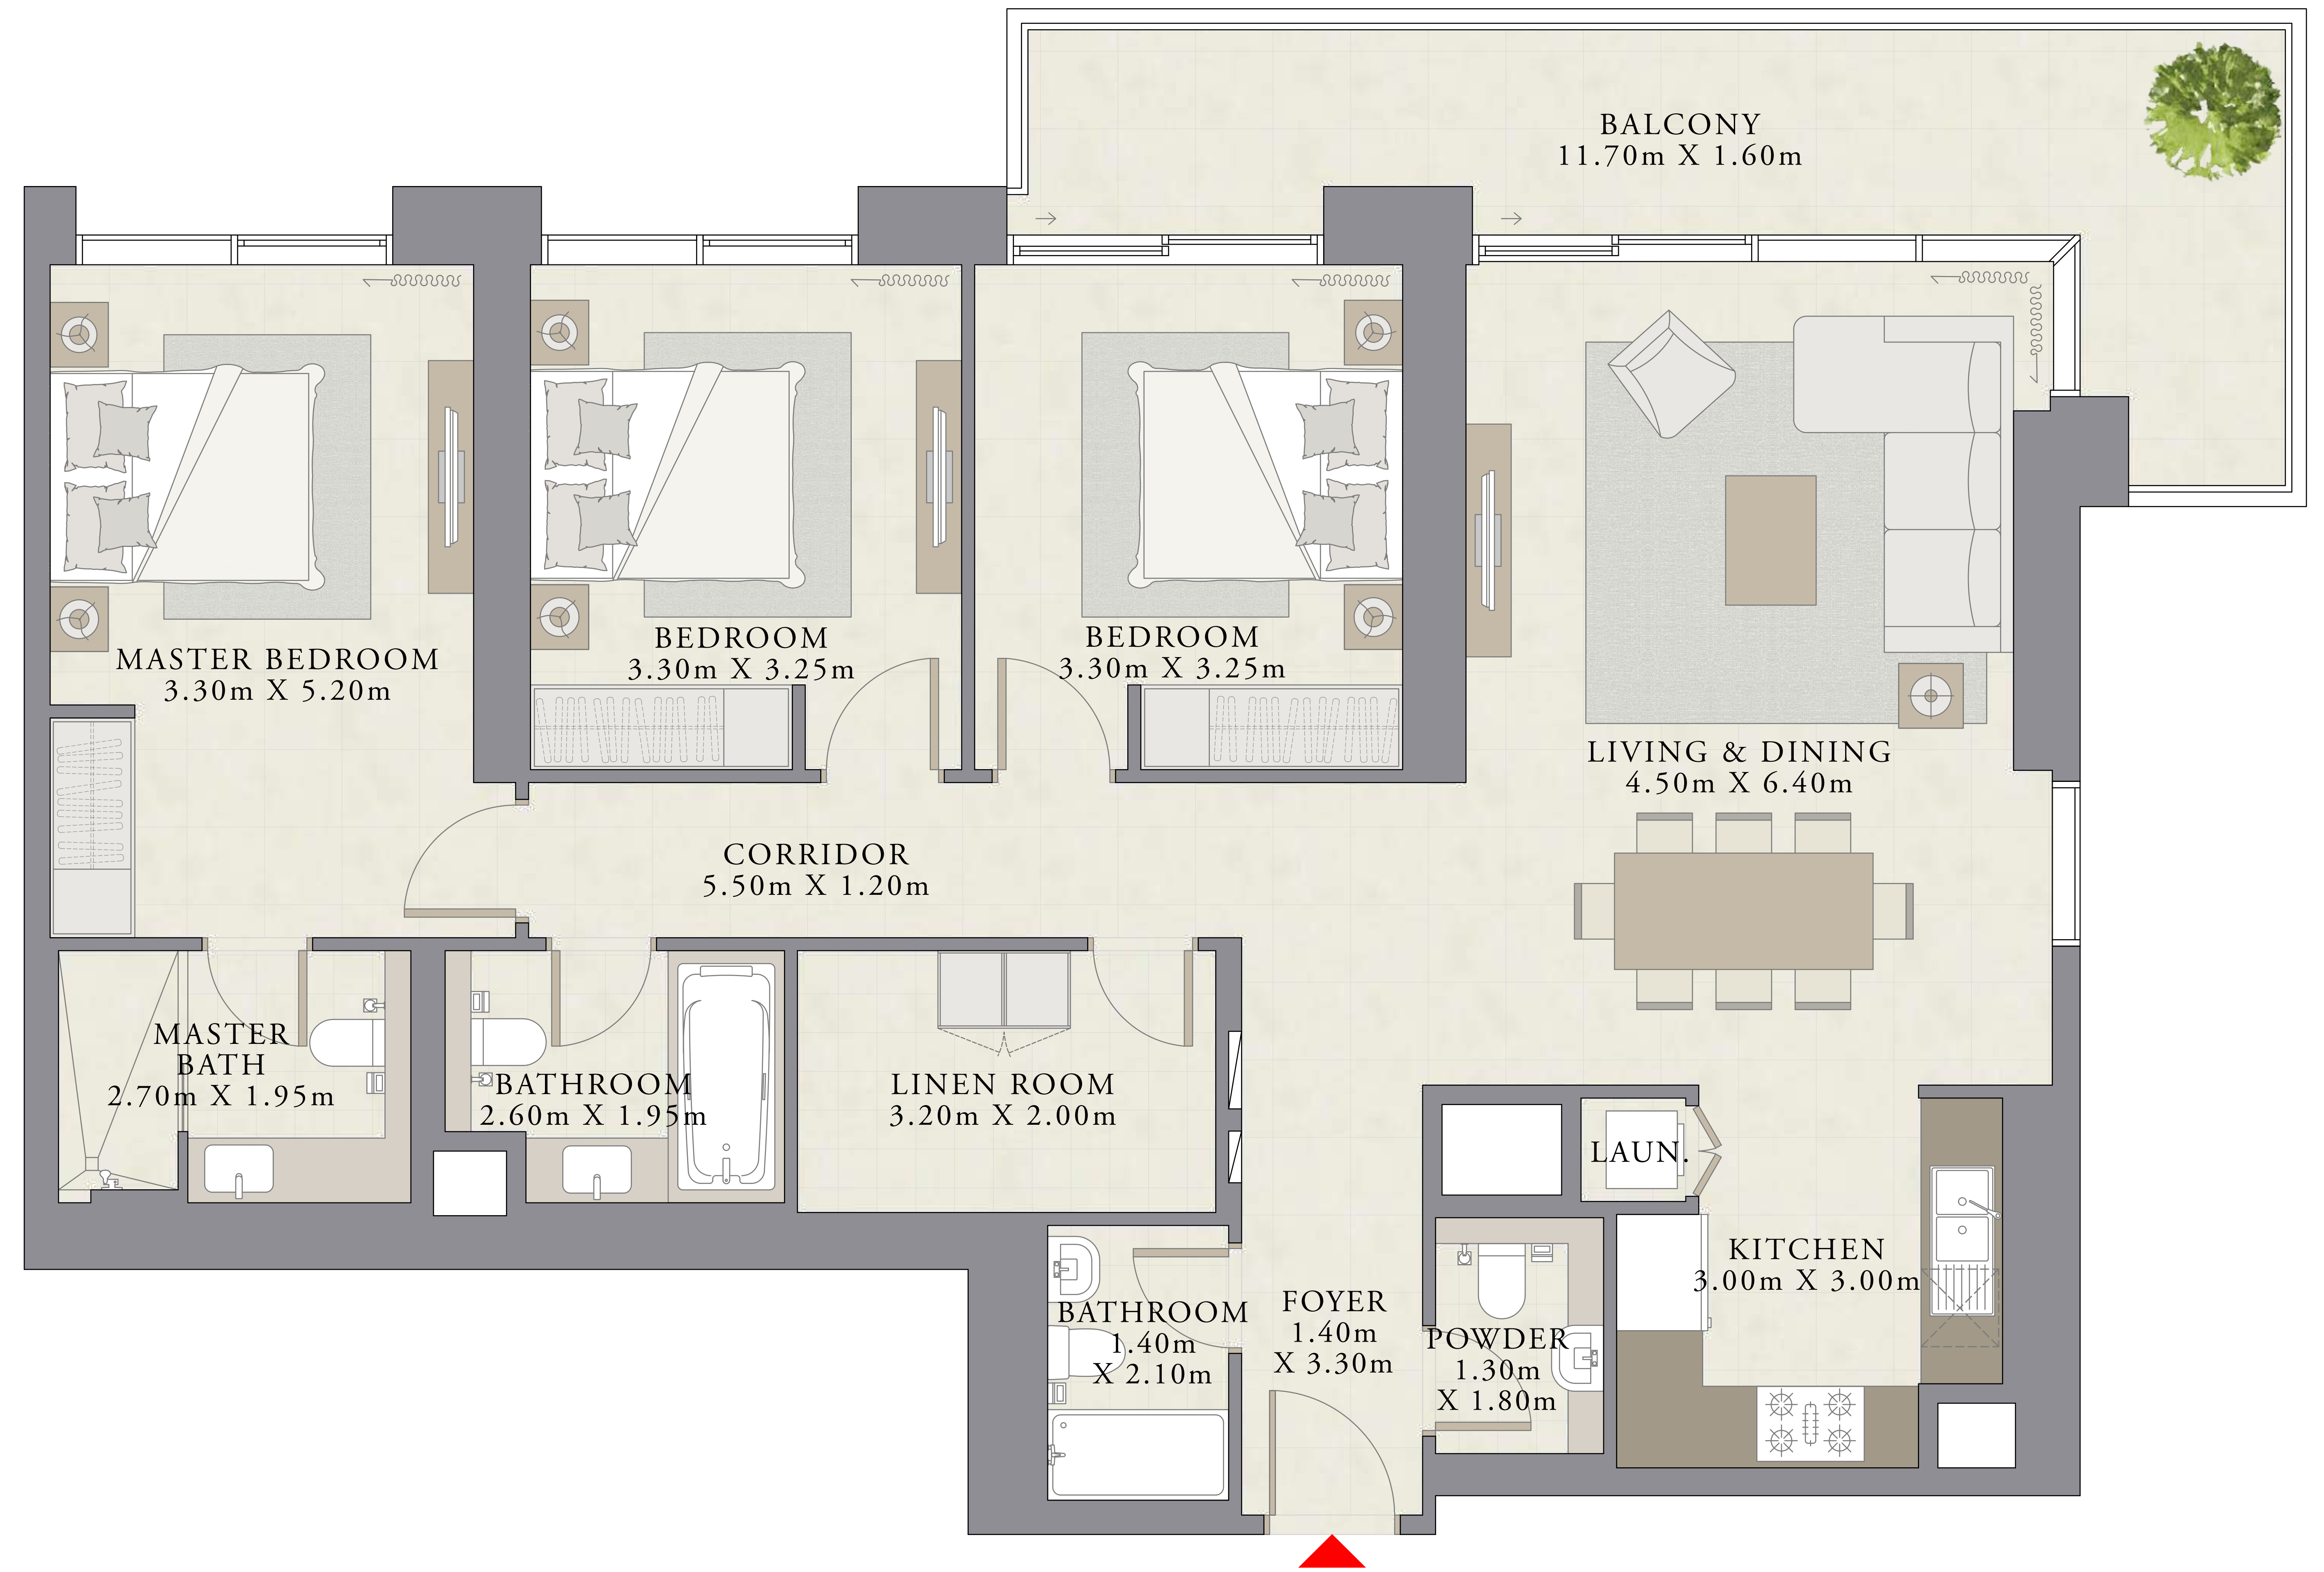 BALCONY
11.70m X 1.60m
MASTER BEDROOM
3.30m X 5.20m
BEDROOM
3.30m X 3.25m
BEDROOM
3.30m X 3.25m
LIVING & DINING
4.50m X 6.40m
CORRIDOR
5.50m X 1.20m
MASTER
BATH
2.70m X 1.95m
BATHROOM
2.60m X 1.95m
LINEN ROOM
3.20m X 2.00m
LAUN.
KITCHEN
3.00m X 3.00m
BATHROOM
1.40m
X 2.10m
FOYER
1.40m
X 3.30m
POWDER
1.30m
X 1.80m